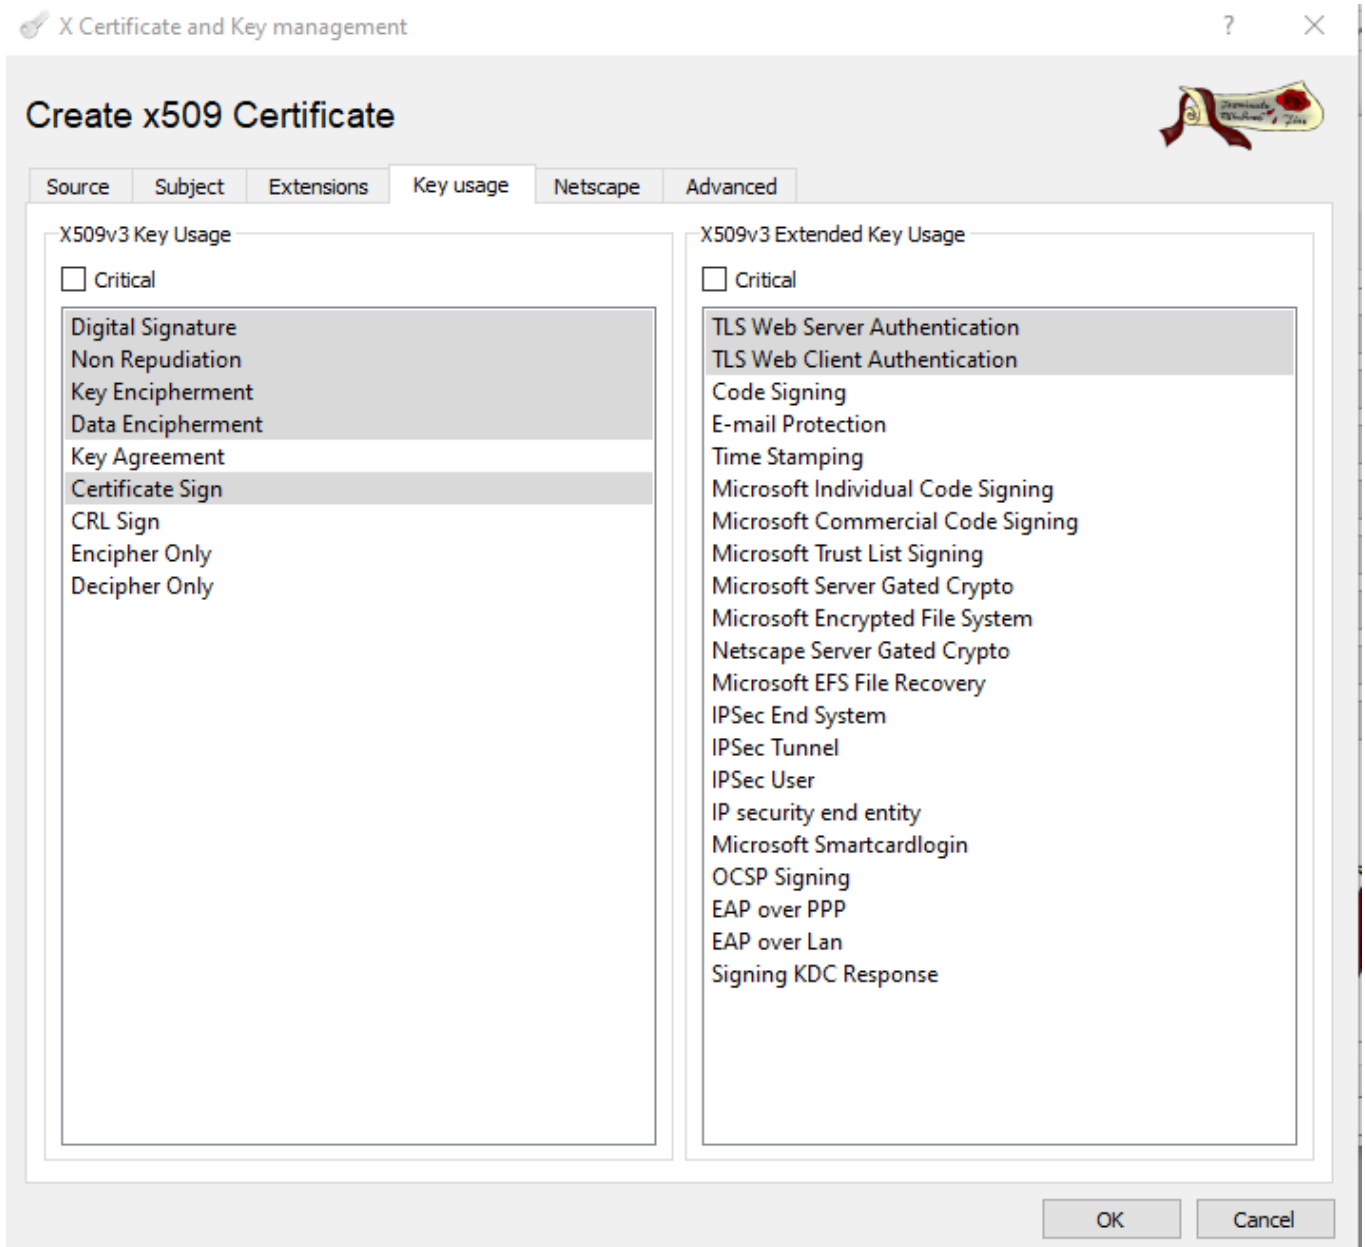 X Certificate and Key management
?
Create x509 Certificate
Source Subject Extensions Key usage Netscape Advanced
X509v3 Key Usage
Critical
Digital Signature
Non Repudiation
Key Encipherment
Data Encipherment
Key Agreement
Certificate Sign
CRL Sign
Encipher Only
Decipher Only
X509v3 Extended Key Usage
Critical
TLS Web Server Authentication
TLS Web Client Authentication
Code Signing
E-mail Protection
Time Stamping
Microsoft Individual Code Signing
Microsoft Commercial Code Signing
Microsoft Trust List Signing
Microsoft Server Gated Crypto
Microsoft Encrypted File System
Netscape Server Gated Crypto
Microsoft EFS File Recovery
IPSec End System
IPSec Tunnel
IPSec User
IP security end entity
Microsoft Smartcardlogin
OCSP Signing
EAP over PPP
EAP over Lan
Signing KDC Response
OK Cancel